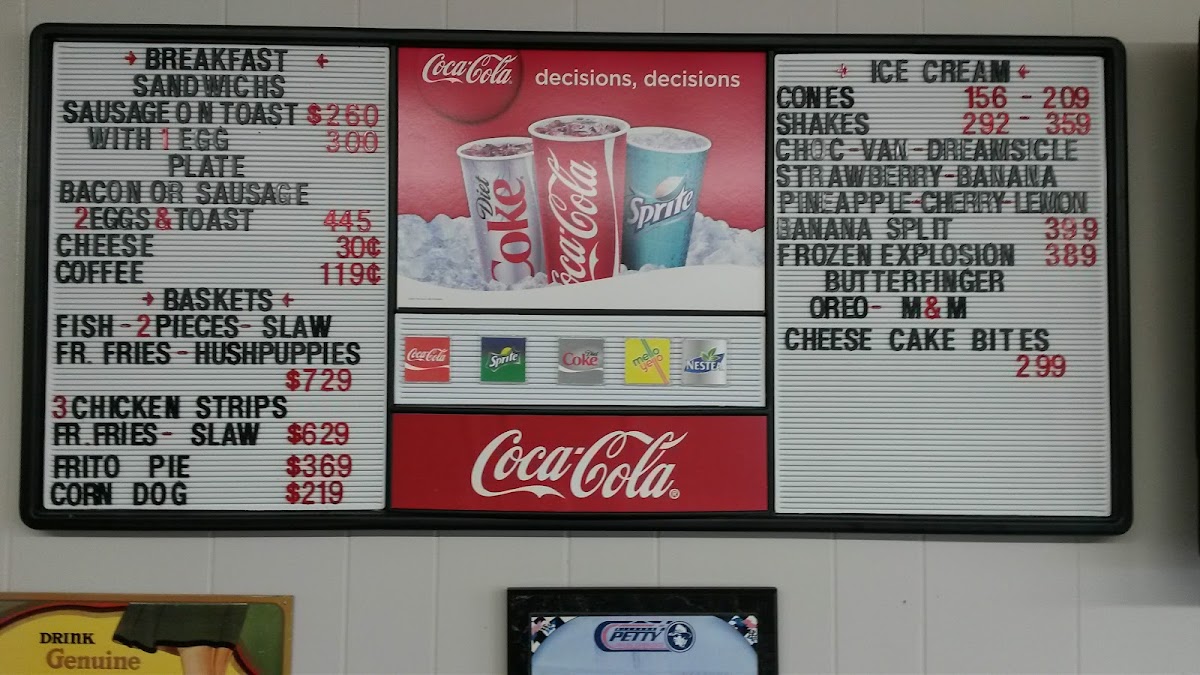 → BREAKFAST ←
SANDWICHS
SAUSAGE ON TOAST $260
WITH 1 EGG 300
PLATE
BACON OR SAUSAGE
2EGGS & TOAST 445
CHEESE 30¢
COFFEE 119¢
→ BASKETS ←
FISH - 2 PIECES - SLAW
FR. FRIES - HUSHPUPPIES
$729
3 CHICKEN STRIPS
FR. FRIES - SLAW $629
FRITO PIE $369
CORN DOG $219
Coca-Cola decisions, decisions
Diet Coke
Coca-Cola
Sprite
Coca-Cola Sprite Diet Coke mello yello NESTEA
Coca-Cola®
→ ICE CREAM ←
CONES 156 - 209
SHAKES 292 - 359
CHOC-VAN-DREAMSICLE
STRAWBERRY-BANANA
PINEAPPLE-CHERRY-LEMON
BANANA SPLIT 399
FROZEN EXPLOSION 389
BUTTERFINGER
OREO - M&M
CHEESE CAKE BITES
299
DRINK
Genuine
PETTY